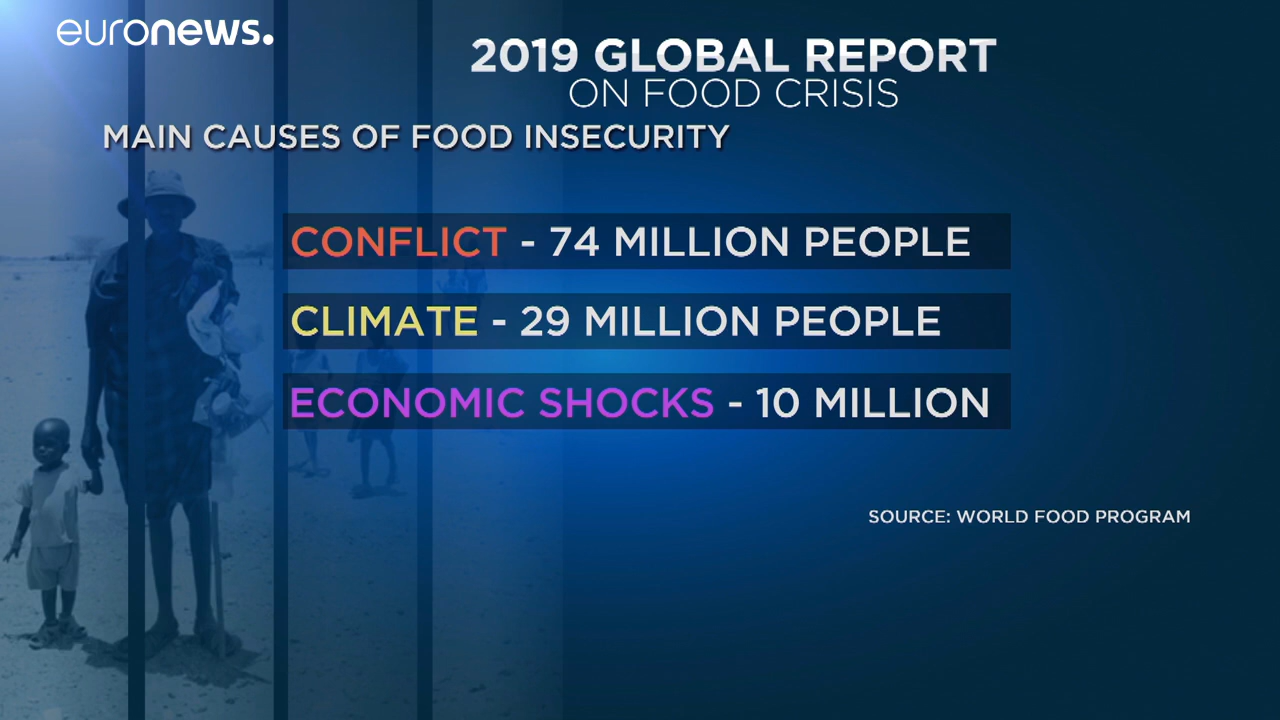 euronews.
2019 GLOBAL REPORT
ON FOOD CRISIS
MAIN CAUSES OF FOOD INSECURITY
CONFLICT - 74 MILLION PEOPLE
CLIMATE - 29 MILLION PEOPLE
ECONOMIC SHOCKS - 10 MILLION
SOURCE: WORLD FOOD PROGRAM